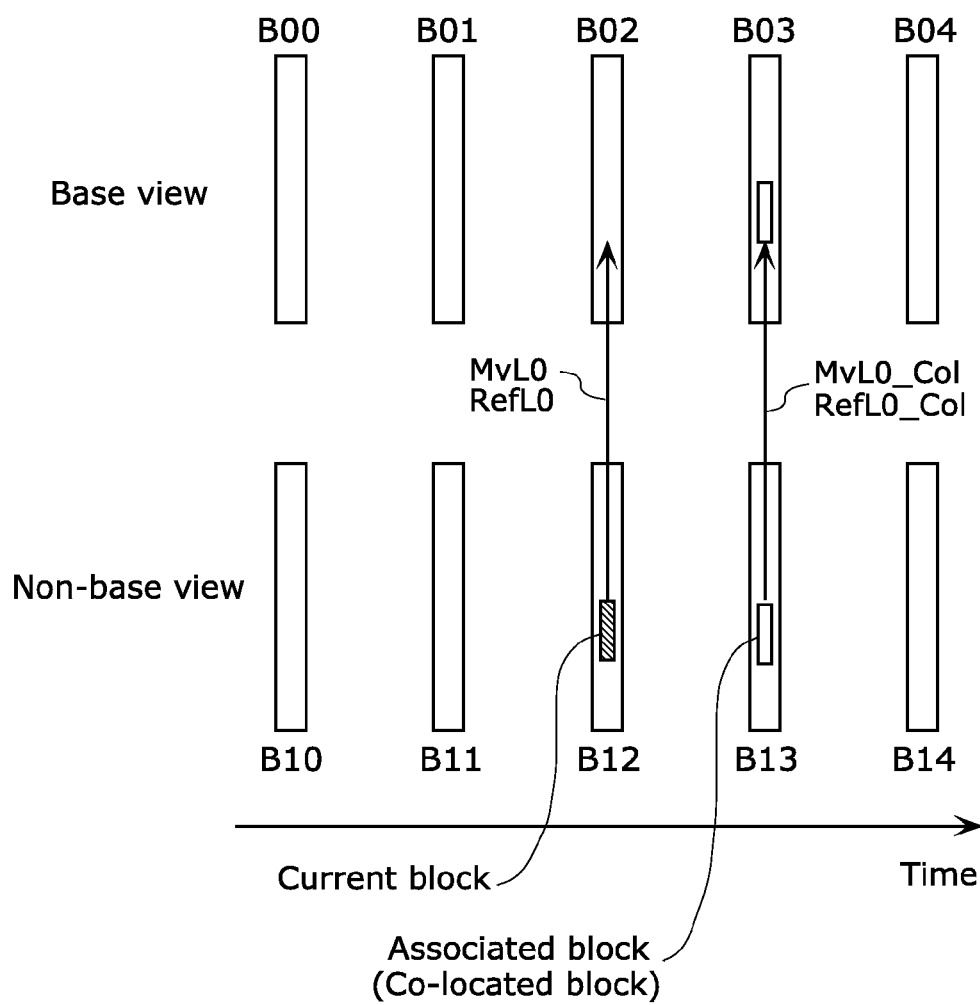 B00 B01 B02 B03 B04
Base view
MvL0
RefL0
MvL0_Col
RefL0_Col
Non-base view
B10 B11 B12 B13 B14
Current block
Time
Associated block
(Co-located block)